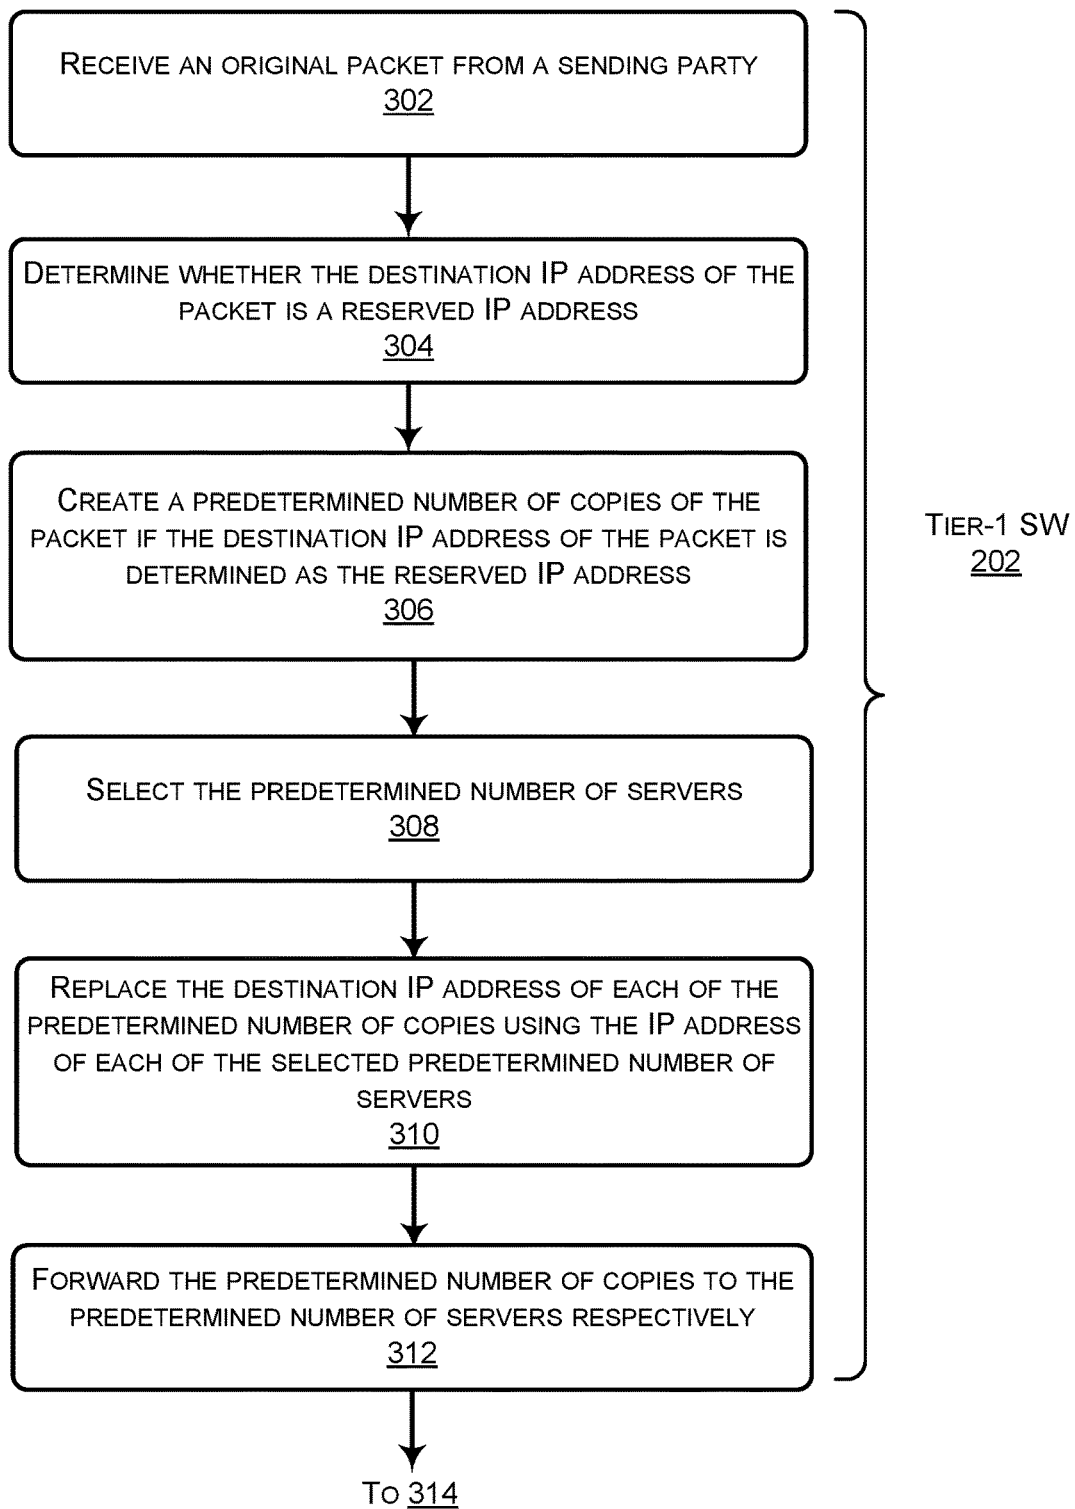 RECEIVE AN ORIGINAL PACKET FROM A SENDING PARTY
302
DETERMINE WHETHER THE DESTINATION IP ADDRESS OF THE
PACKET IS A RESERVED IP ADDRESS
304
CREATE A PREDETERMINED NUMBER OF COPIES OF THE
PACKET IF THE DESTINATION IP ADDRESS OF THE PACKET IS
DETERMINED AS THE RESERVED IP ADDRESS
306
TIER-1 SW
202
SELECT THE PREDETERMINED NUMBER OF SERVERS
308
REPLACE THE DESTINATION IP ADDRESS OF EACH OF THE
PREDETERMINED NUMBER OF COPIES USING THE IP ADDRESS
OF EACH OF THE SELECTED PREDETERMINED NUMBER OF
SERVERS
310
FORWARD THE PREDETERMINED NUMBER OF COPIES TO THE
PREDETERMINED NUMBER OF SERVERS RESPECTIVELY
312
TO 314